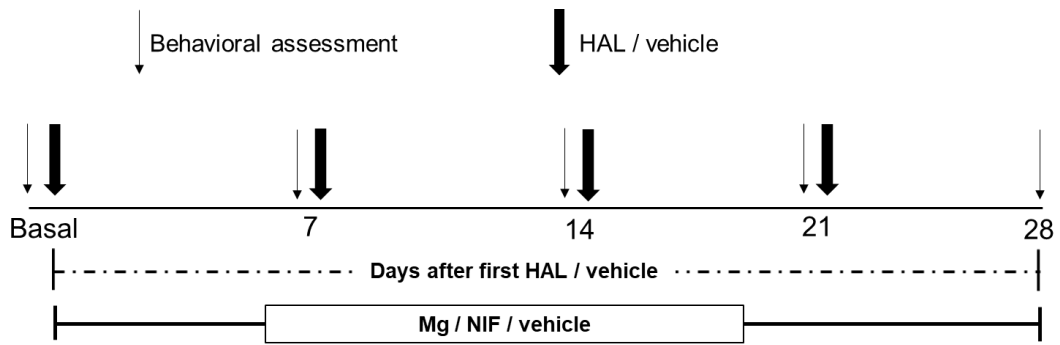 Behavioral assessment
HAL / vehicle
Basal 7 14 21 28
Days after first HAL / vehicle
Mg / NIF / vehicle